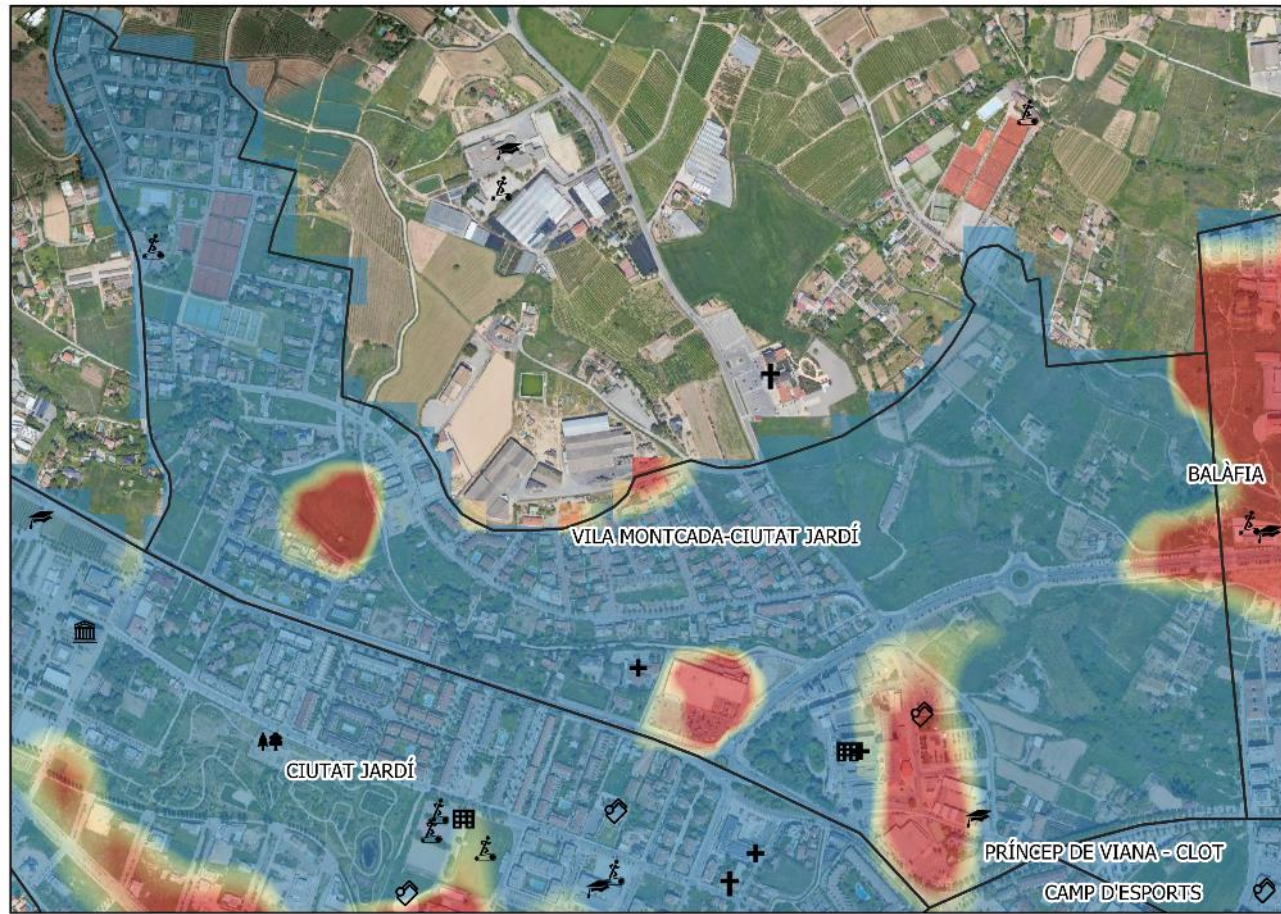 BALÀFIA
VILA MONTCADA-CIUTAT JARDÍ
CIUTAT JARDÍ
PRÍNCEP DE VIANA - CLOT
CAMP D'ESPORTS